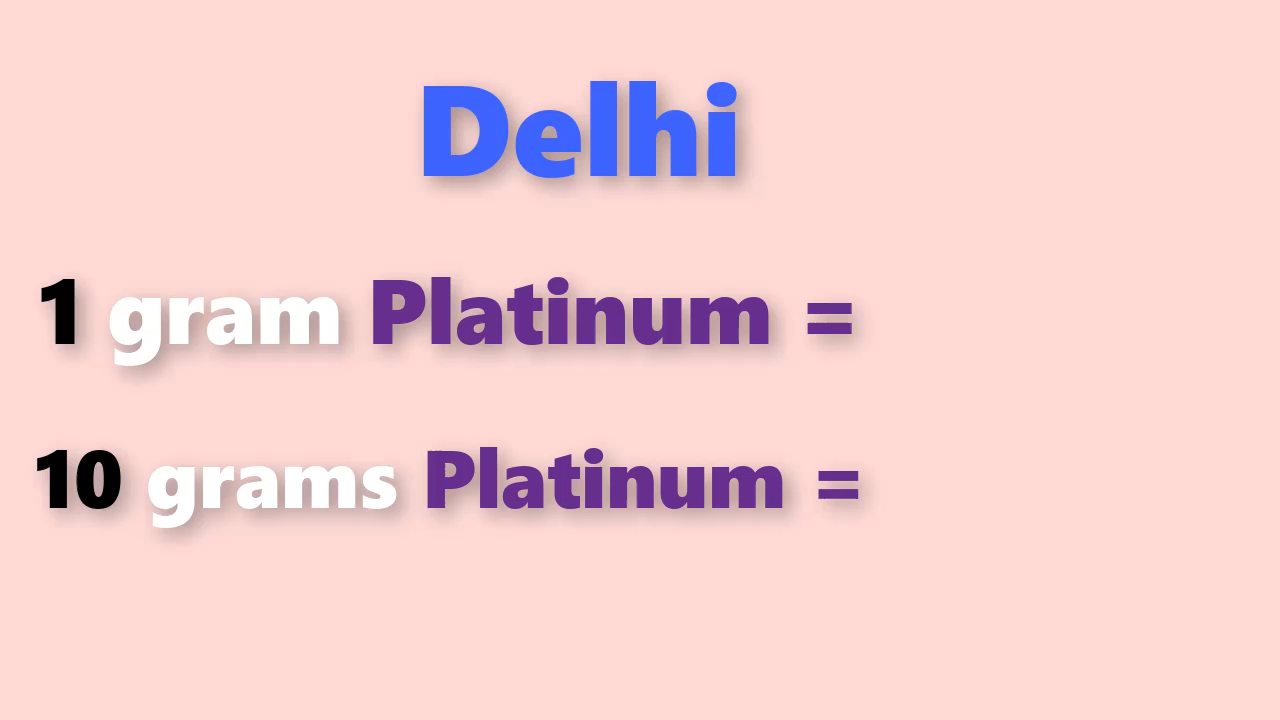 Delhi
1 gram Platinum =
10 grams Platinum =